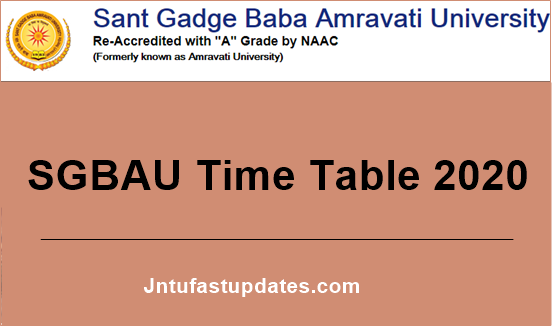 Sant Gadge Baba Amravati University
Re-Accredited with "A" Grade by NAAC
(Formerly known as Amravati University)
SGBAU Time Table 2020
Jntufastupdates.com